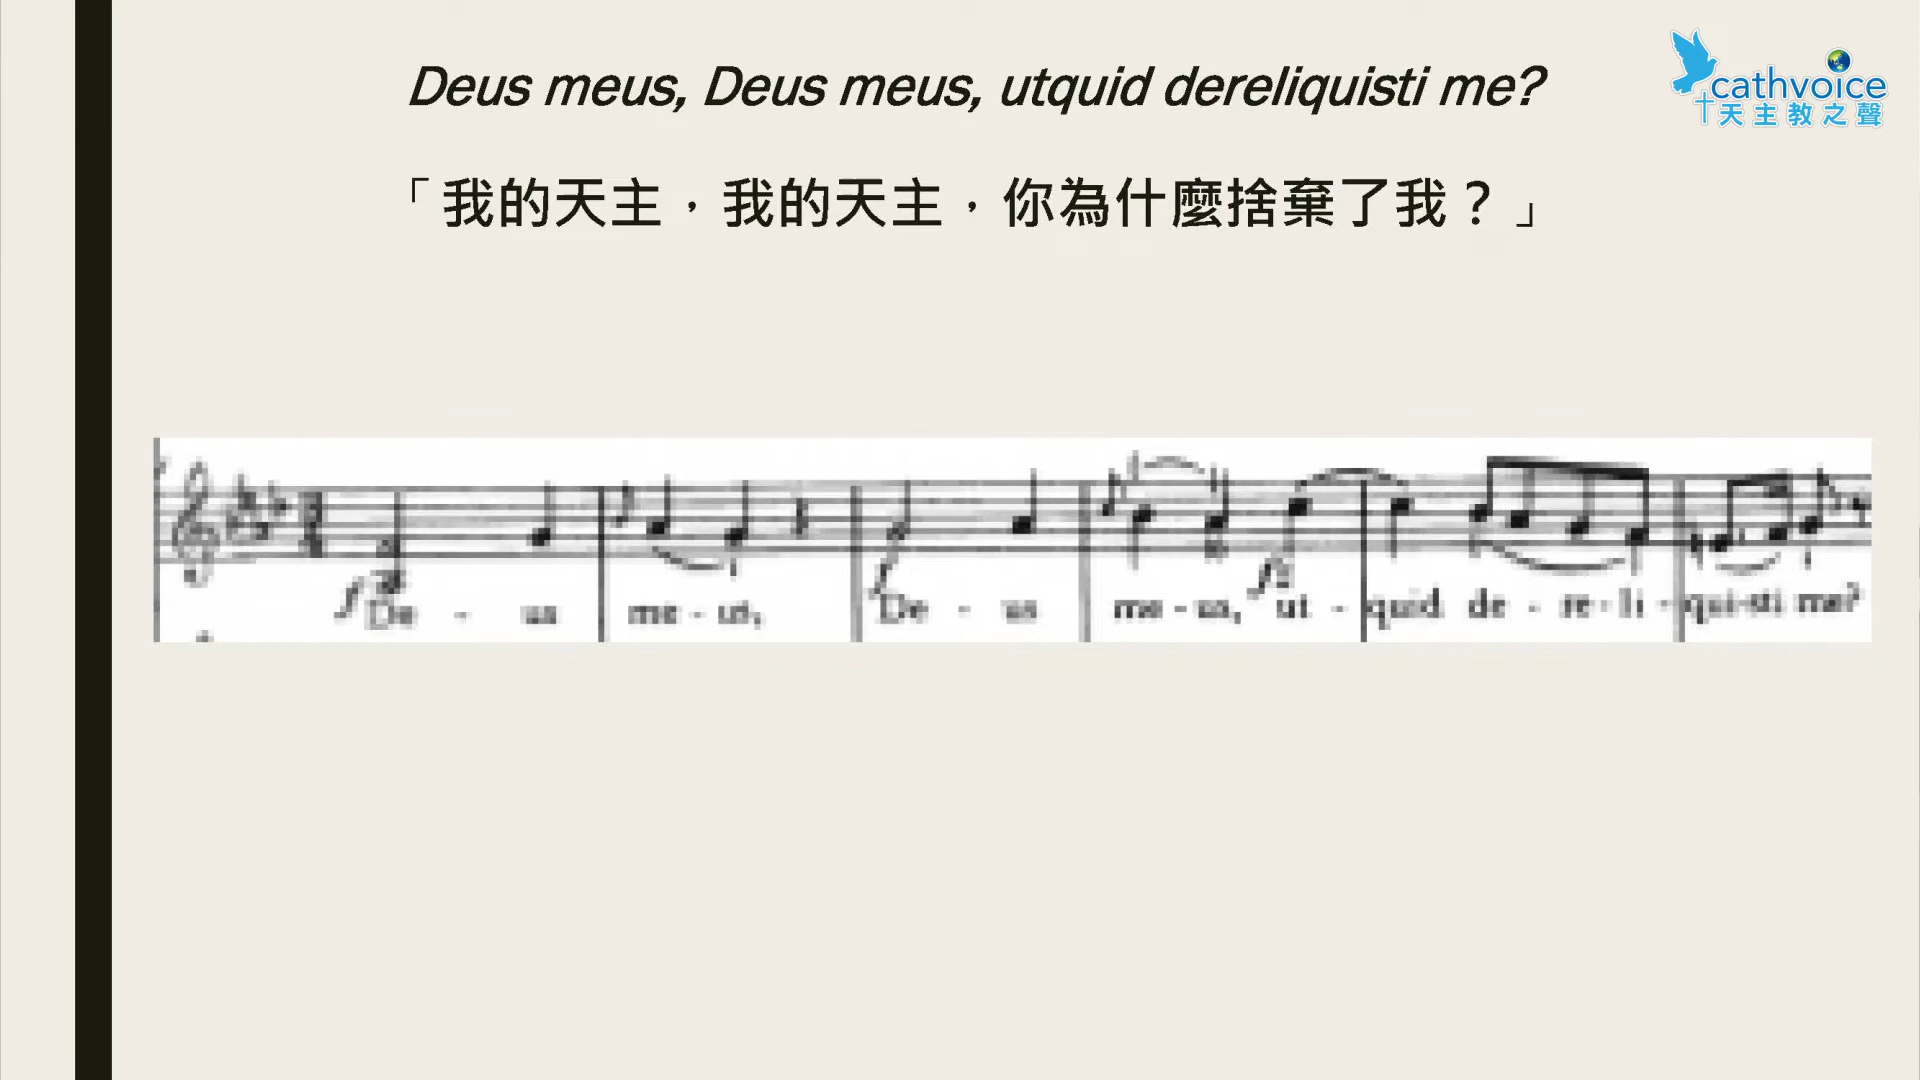 Deus meus, Deus meus, utquid dereliquisti me?
cathvoice
天主教之聲
「我的天主，我的天主，你為什麼捨棄了我？」
De - us me - us, De - us me - us, ut - quid de - re - li - qui-sti me?